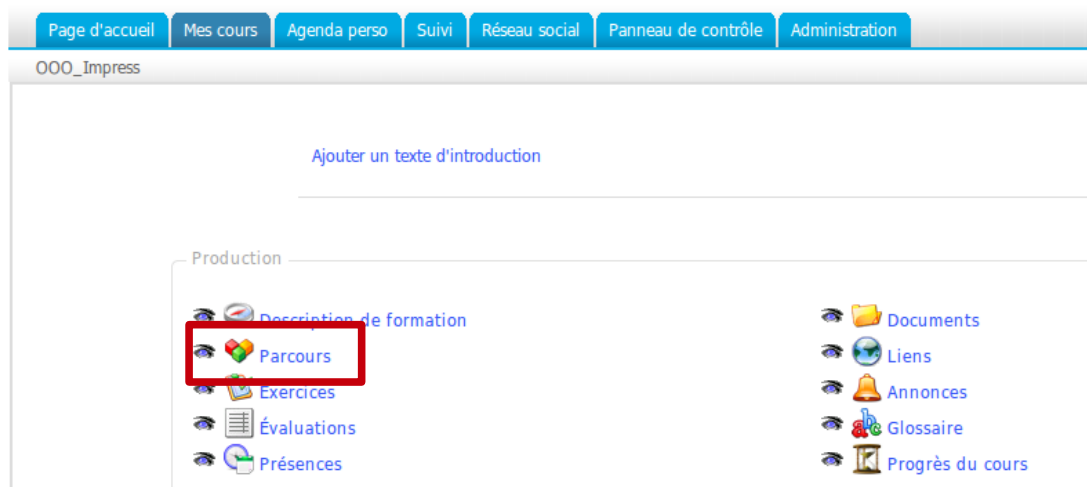 Page d'accueil Mes cours Agenda perso Suivi Réseau social Panneau de contrôle Administration
OOO_Impress
Ajouter un texte d'introduction
Production
Description de formation
Parcours
Exercices
Évaluations
Présences
Documents
Liens
Annonces
Glossaire
Progrès du cours